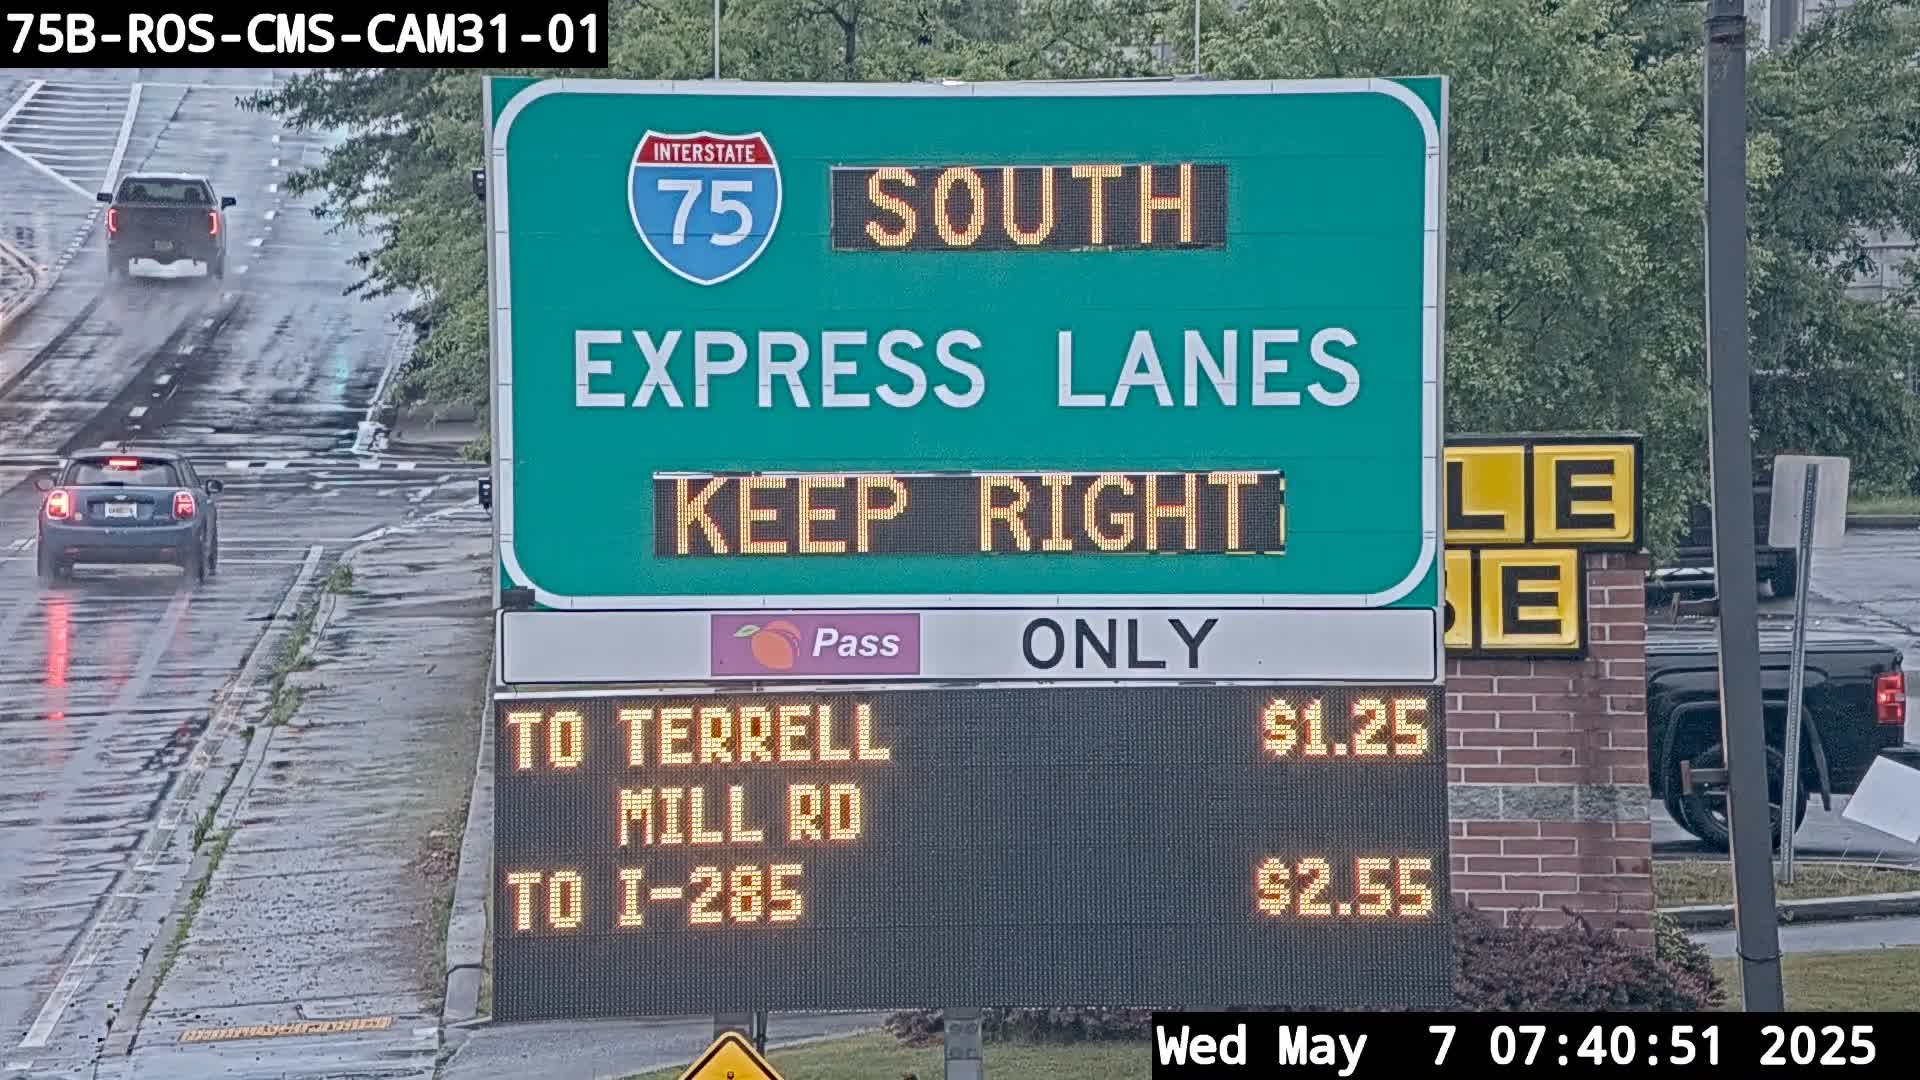 75B-ROS-CMS-CAM31-01
INTERSTATE
75
SOUTH
EXPRESS LANES
KEEP RIGHT
LE
E
Pass ONLY
TO TERRELL $1.25
MILL RD
TO I-285 $2.55
Wed May 7 07:40:51 2025